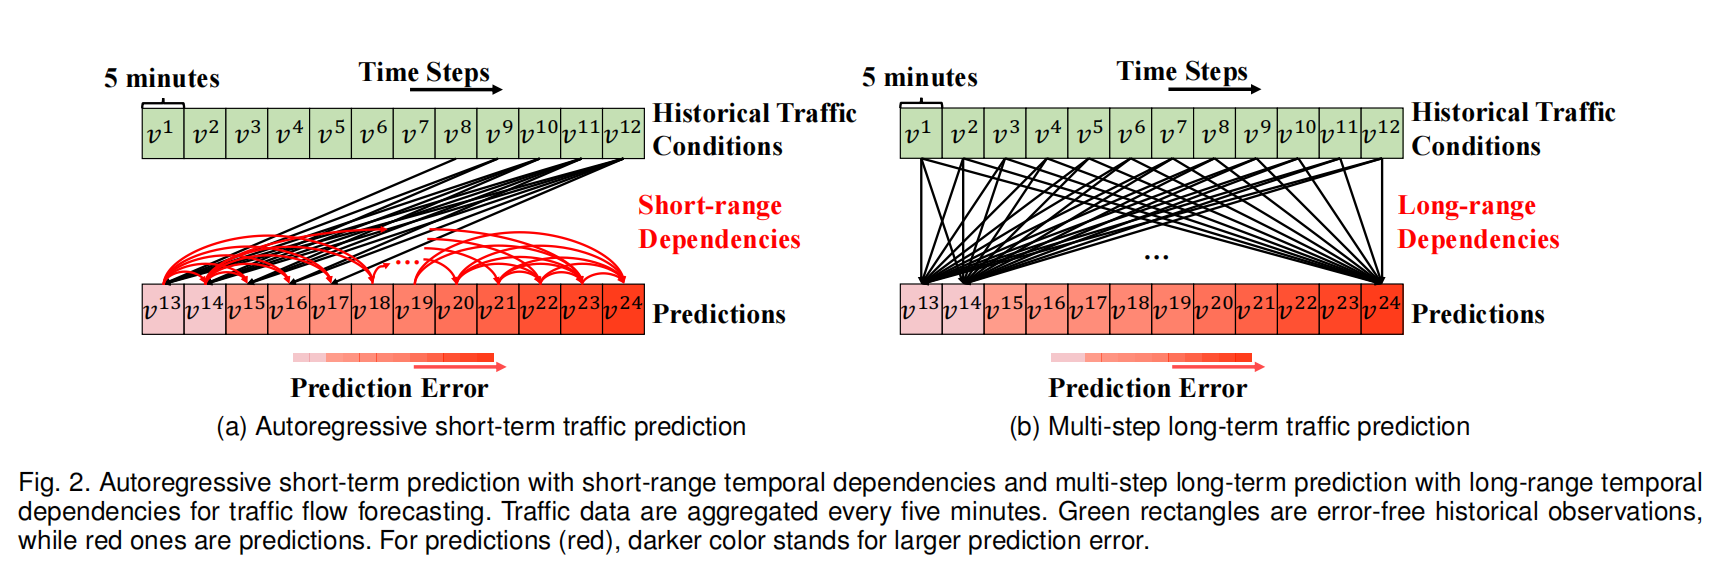 5 minutes
Time Steps
v^1 v^2 v^3 v^4 v^5 v^6 v^7 v^8 v^9 v^10 v^11 v^12
Historical Traffic
Conditions
Short-range
Dependencies
...
v^13 v^14 v^15 v^16 v^17 v^18 v^19 v^20 v^21 v^22 v^23 v^24
Predictions
Prediction Error
(a) Autoregressive short-term traffic prediction
5 minutes
Time Steps
v^1 v^2 v^3 v^4 v^5 v^6 v^7 v^8 v^9 v^10 v^11 v^12
Historical Traffic
Conditions
Long-range
Dependencies
...
v^13 v^14 v^15 v^16 v^17 v^18 v^19 v^20 v^21 v^22 v^23 v^24
Predictions
Prediction Error
(b) Multi-step long-term traffic prediction
Fig. 2. Autoregressive short-term prediction with short-range temporal dependencies and multi-step long-term prediction with long-range temporal
dependencies for traffic flow forecasting. Traffic data are aggregated every five minutes. Green rectangles are error-free historical observations,
while red ones are predictions. For predictions (red), darker color stands for larger prediction error.